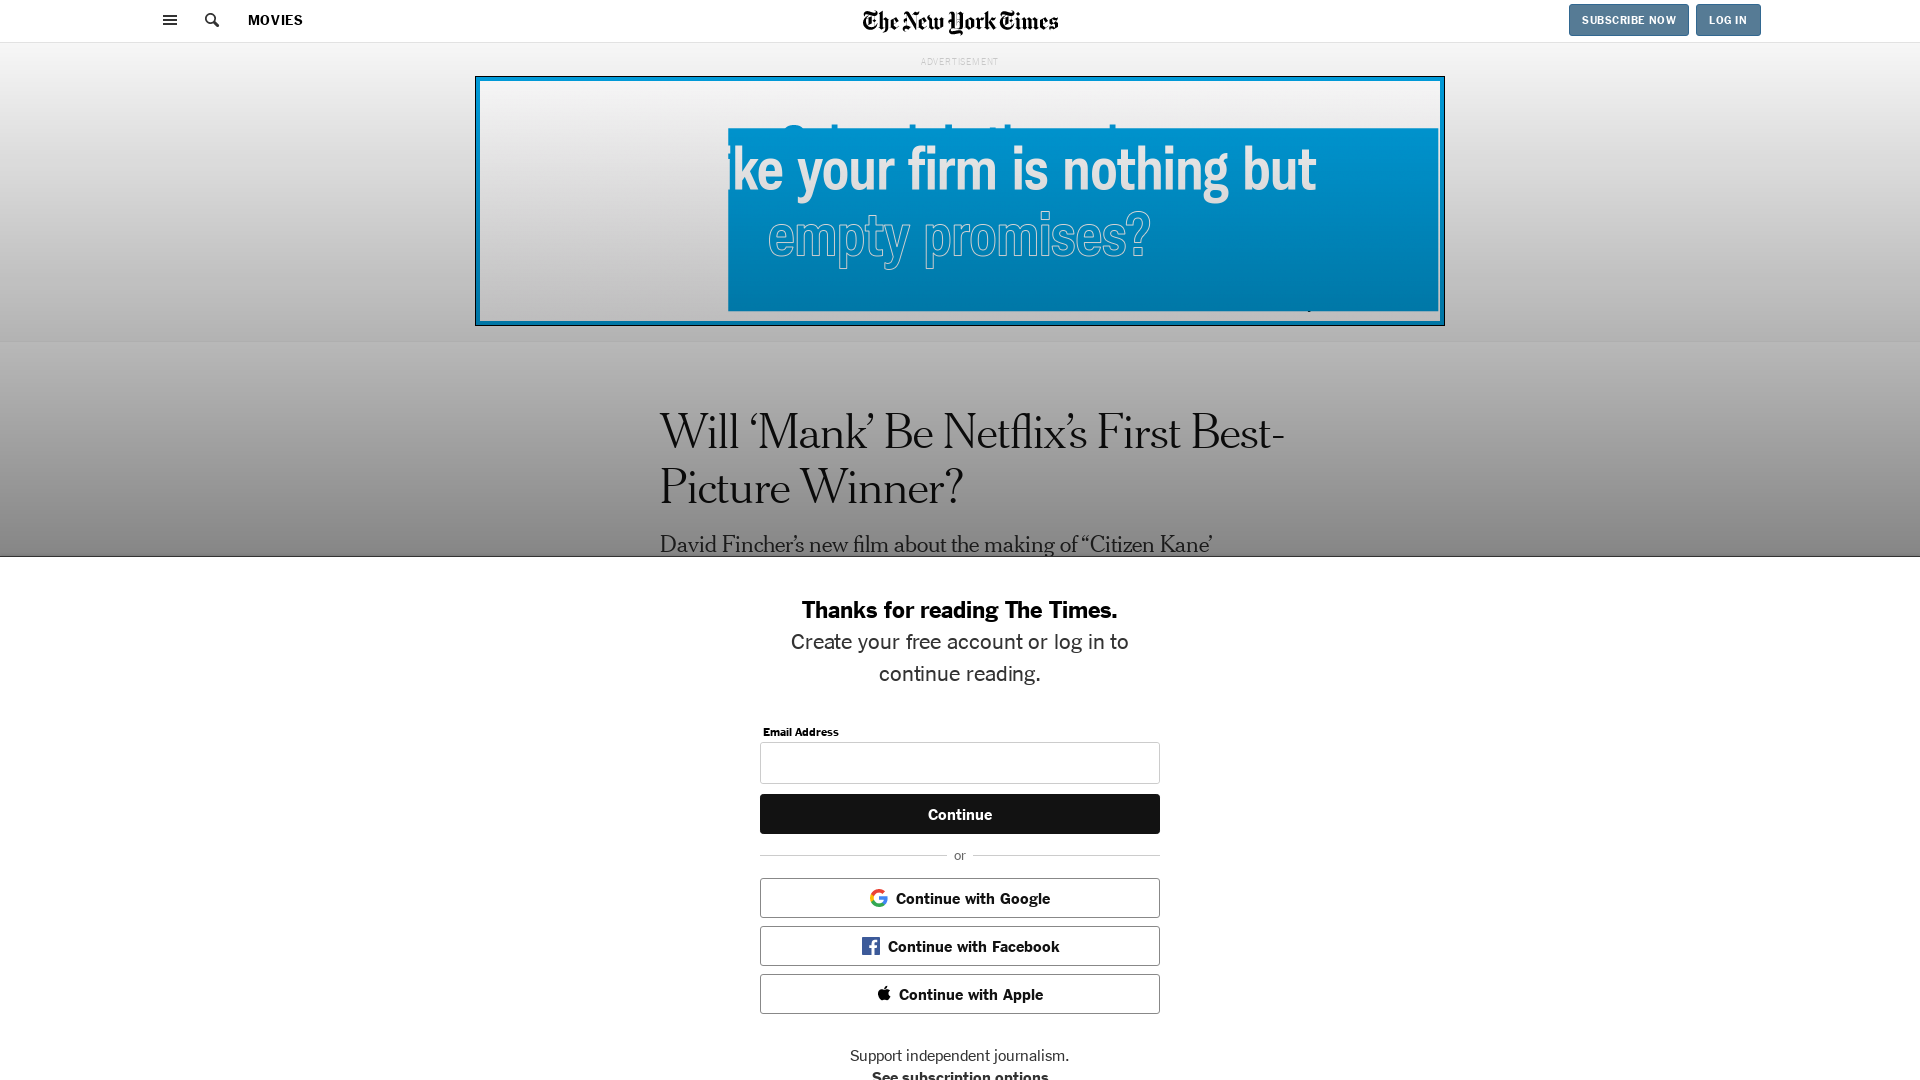 MOVIES
The New York Times
SUBSCRIBE NOW
LOG IN
ADVERTISEMENT
your firm is nothing but
empty promises?
Will ‘Mank’ Be Netflix’s First Best-
Picture Winner?
David Fincher’s new film about the making of “Citizen Kane’
Thanks for reading The Times.
Create your free account or log in to
continue reading.
Email Address
Continue
or
Continue with Google
Continue with Facebook
Continue with Apple
Support independent journalism.
See subscription options